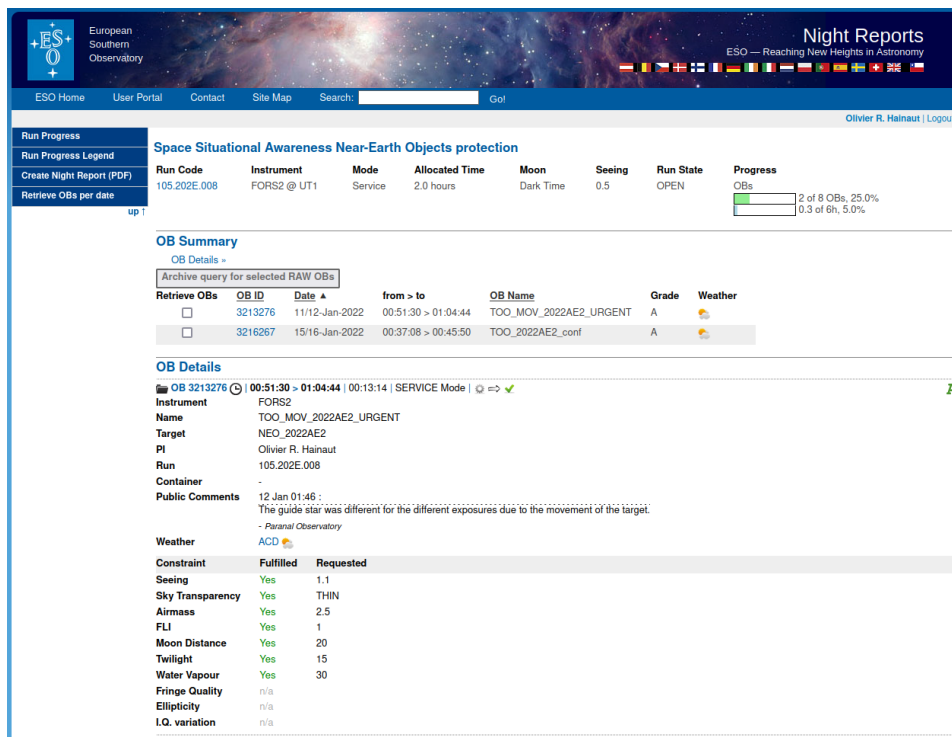 European
Southern
Observatory
Night Reports
ESO — Reaching New Heights in Astronomy
ESO Home User Portal Contact Site Map Search: Go!
Olivier R. Hainaut | Logou
Run Progress
Run Progress Legend
Create Night Report (PDF)
Retrieve OBs per date
up ↑
Space Situational Awareness Near-Earth Objects protection
Run Code Instrument Mode Allocated Time Moon Seeing Run State Progress
105.202E.008 FORS2 @ UT1 Service 2.0 hours Dark Time 0.5 OPEN OBs
2 of 8 OBs, 25.0%
0.3 of 6h, 5.0%
OB Summary
OB Details »
Archive query for selected RAW OBs
Retrieve OBs OB ID Date ▲ from > to OB Name Grade Weather
3213276 11/12-Jan-2022 00:51:30 > 01:04:44 TOO_MOV_2022AE2_URGENT A
3216267 15/16-Jan-2022 00:37:08 > 00:45:50 TOO_2022AE2_conf A
OB Details
OB 3213276 | 00:51:30 > 01:04:44 | 00:13:14 | SERVICE Mode |
Instrument FORS2
Name TOO_MOV_2022AE2_URGENT
Target NEO_2022AE2
PI Olivier R. Hainaut
Run 105.202E.008
Container -
Public Comments 12 Jan 01:46 :
The guide star was different for the different exposures due to the movement of the target.
- Paranal Observatory
Weather ACD
Constraint Fulfilled Requested
Seeing Yes 1.1
Sky Transparency Yes THIN
Airmass Yes 2.5
FLI Yes 1
Moon Distance Yes 20
Twilight Yes 15
Water Vapour Yes 30
Fringe Quality n/a
Ellipticity n/a
I.Q. variation n/a